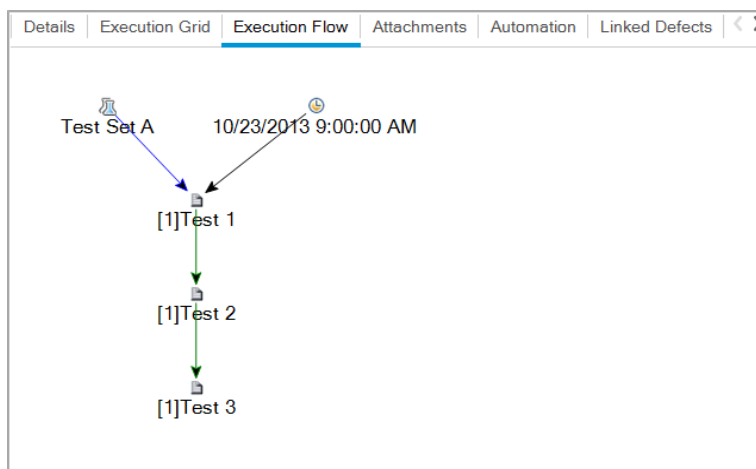 Details Execution Grid Execution Flow Attachments Automation Linked Defects
Test Set A 10/23/2013 9:00:00 AM
[1]Test 1
[1]Test 2
[1]Test 3